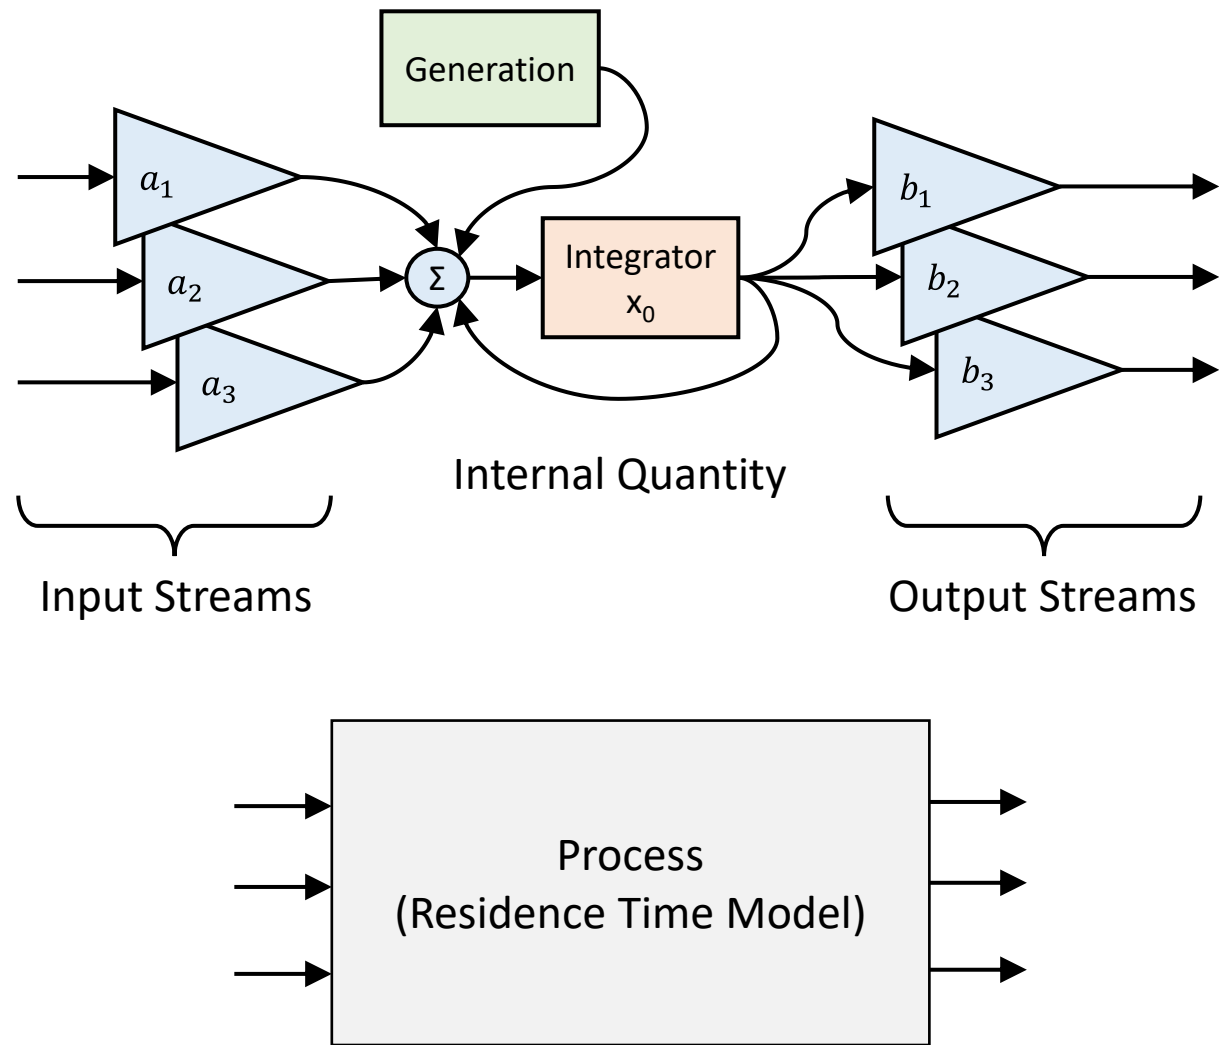 Generation
a₁
b₁
Integrator
x₀
a₂
Σ
b₂
a₃
b₃
Internal Quantity
Input Streams
Output Streams
Process
(Residence Time Model)